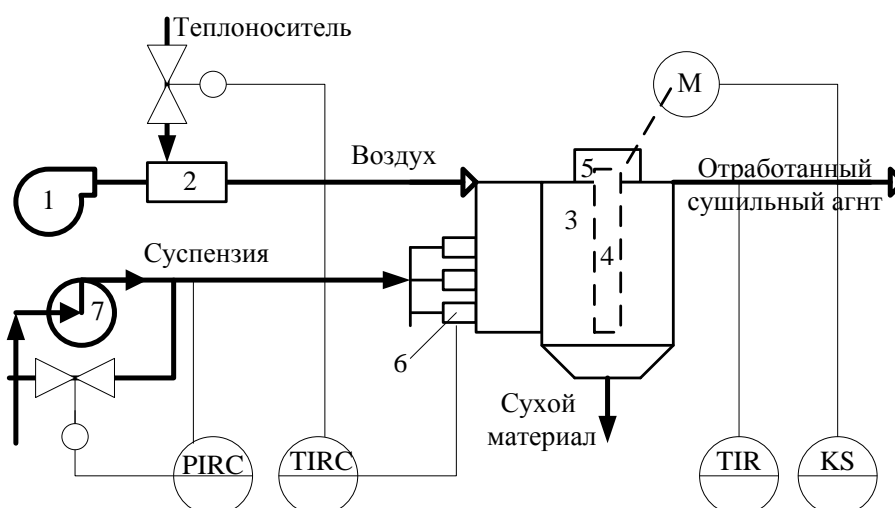 Теплоноситель
M
Воздух
Отработанный
сушильный агнт
1
2
5
3
4
Суспензия
7
6
Сухой
материал
PIRC
TIRC
TIR
KS